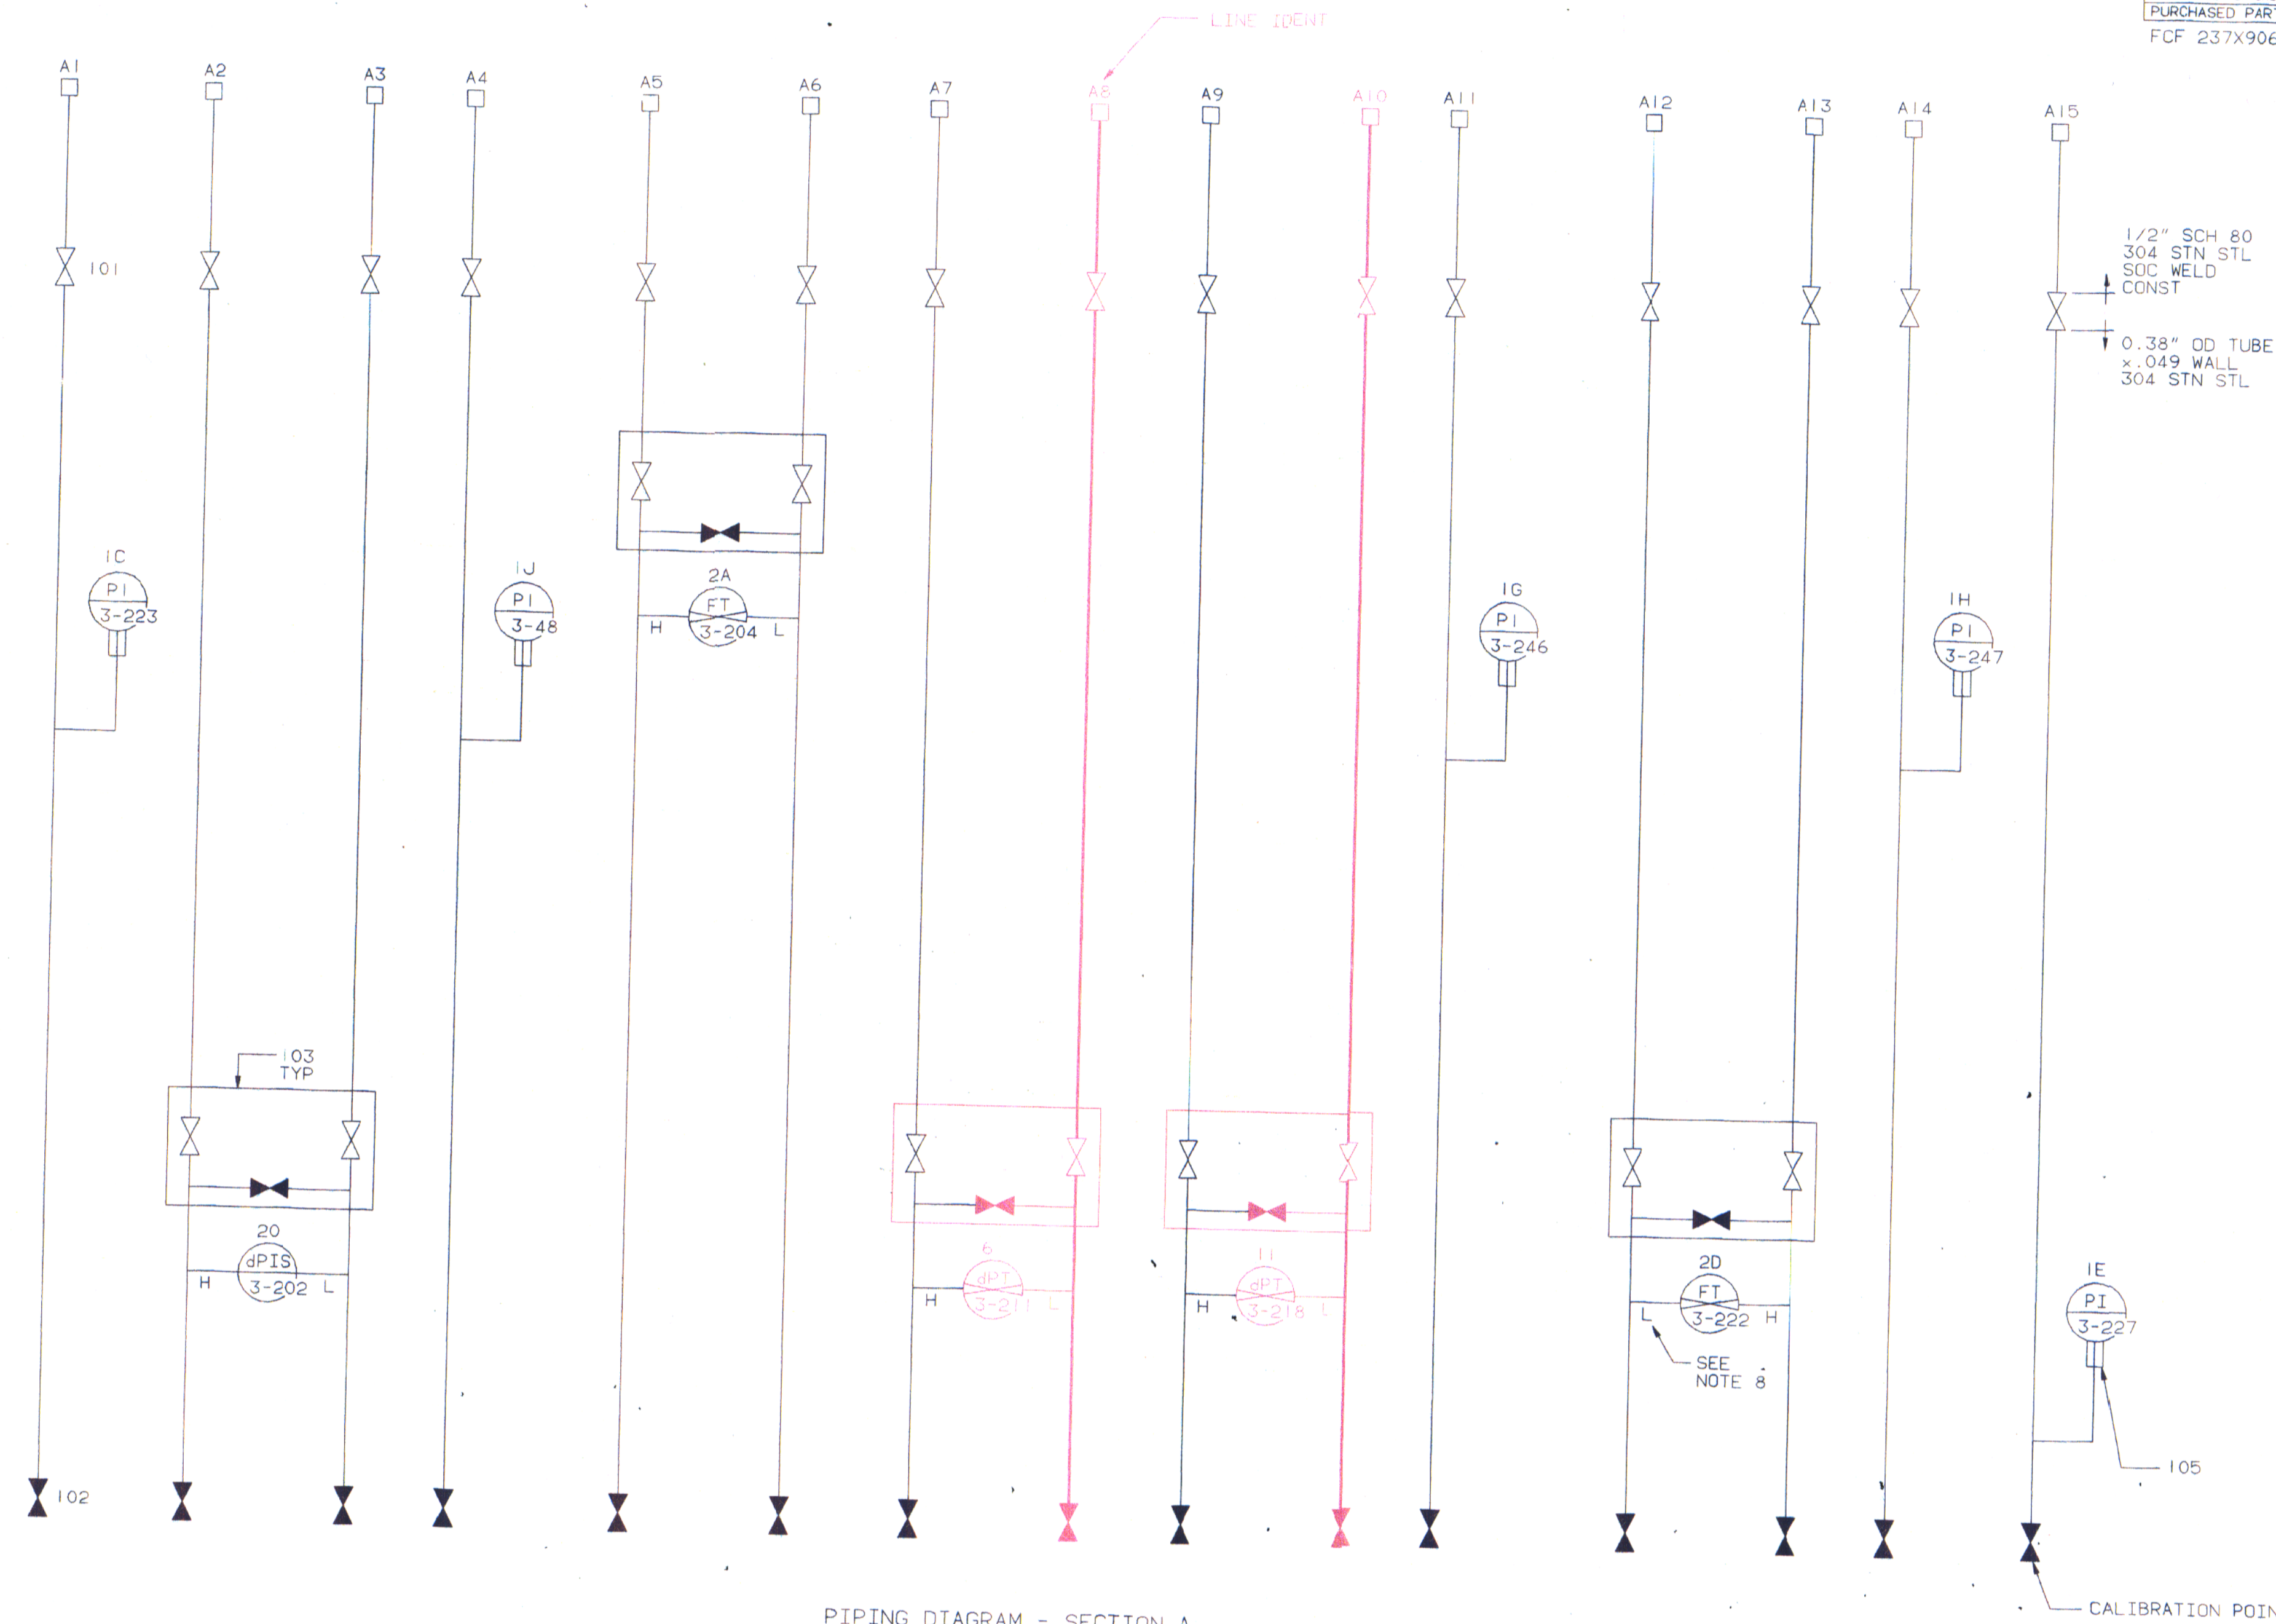 LINE IDENT
PURCHASED PAR
FCF 237X906
A1
A2
A3
A4
A5
A6
A7
A8
A9
A10
A11
A12
A13
A14
A15
101
1/2" SCH 80
304 STN STL
SOC WELD
CONST
0.38" OD TUBE
x.049 WALL
304 STN STL
1C
PI
3-223
1J
PI
3-48
2A
FT
3-204
H
L
1G
PI
3-246
1H
PI
3-247
103
TYP
20
dPIS
3-202
H
L
6
dPT
3-211
H
L
11
dPT
3-218
H
L
2D
FT
3-222
L
H
SEE
NOTE 8
1E
PI
3-227
105
102
CALIBRATION POIN
PIPING DIAGRAM - SECTION A